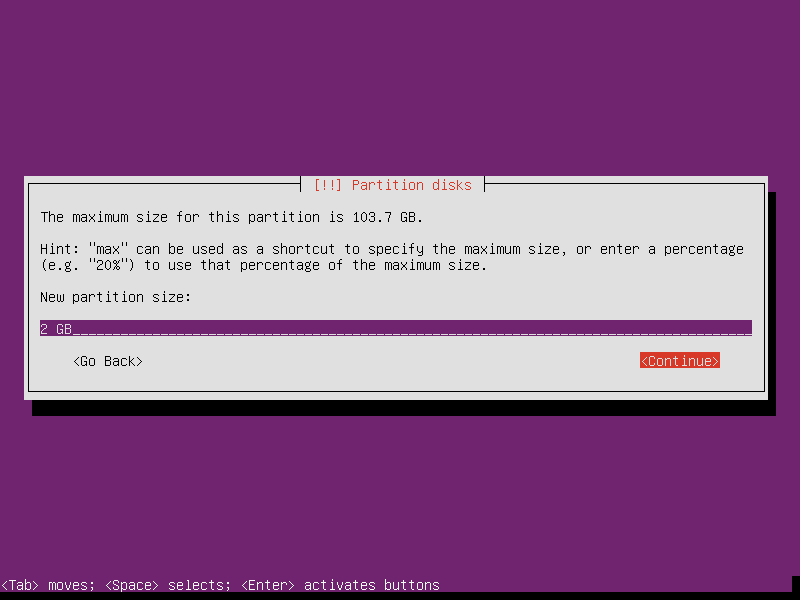 [!!] Partition disks
The maximum size for this partition is 103.7 GB.
Hint: "max" can be used as a shortcut to specify the maximum size, or enter a percentage
(e.g. "20%") to use that percentage of the maximum size.
New partition size:
2 GB
<Go Back> <Continue>
<Tab> moves; <Space> selects; <Enter> activates buttons